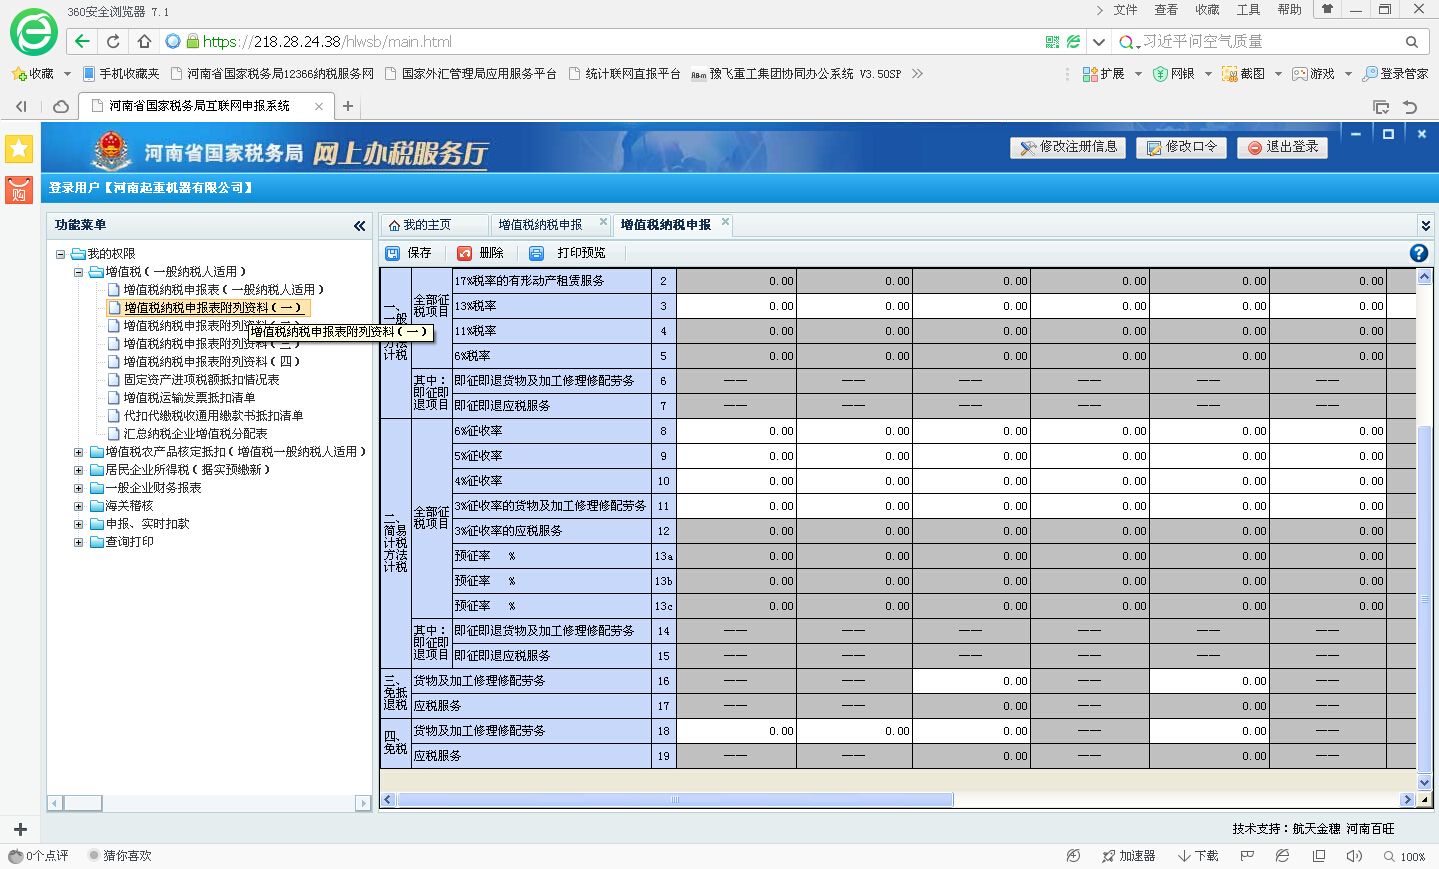 360安全浏览器 7.1
文件 查看 收藏 工具 帮助
https://218.28.24.38/hlwsb/main.html
习近平问空气质量
收藏 手机收藏夹 河南省国家税务局12366纳税服务网 国家外汇管理局应用服务平台 统计联网直报平台 豫飞重工集团协同办公系统 V3.50SP
扩展 网银 截图 游戏 登录管家
河南省国家税务局互联网申报系统
河南省国家税务局 网上办税服务厅
修改注册信息 修改口令 退出登录
购
登录用户【河南起重机器有限公司】
功能菜单
我的主页 增值税纳税申报 增值税纳税申报
保存 删除 打印预览
我的权限
增值税(一般纳税人适用)
增值税纳税申报表(一般纳税人适用)
增值税纳税申报表附列资料(一)
增值税纳税申报表附列资料(一)
增值税纳税申报表附列资料(四)
固定资产进项税额抵扣情况表
增值税运输发票抵扣清单
代扣代缴税收通用缴款书抵扣清单
汇总纳税企业增值税分配表
增值税农产品核定抵扣(增值税一般纳税人适用)
居民企业所得税(据实预缴新)
一般企业财务报表
海关稽核
申报、实时扣款
查询打印
一、
一般
方法
计税
全部征
税项目
17%税率的有形动产租赁服务 2 0.00 0.00 0.00 0.00 0.00 0.00
13%税率 3 0.00 0.00 0.00 0.00 0.00 0.00
11%税率 4 0.00 0.00 0.00 0.00 0.00 0.00
6%税率 5 0.00 0.00 0.00 0.00 0.00 0.00
其中:
即征即
退项目
即征即退货物及加工修理修配劳务 6 —— —— —— —— —— ——
即征即退应税服务 7 —— —— —— —— —— ——
二、
简易
计税
方法
计税
全部征
税项目
6%征收率 8 0.00 0.00 0.00 0.00 0.00 0.00
5%征收率 9 0.00 0.00 0.00 0.00 0.00 0.00
4%征收率 10 0.00 0.00 0.00 0.00 0.00 0.00
3%征收率的货物及加工修理修配劳务 11 0.00 0.00 0.00 0.00 0.00 0.00
3%征收率的应税服务 12 0.00 0.00 0.00 0.00 0.00 0.00
预征率 % 13a 0.00 0.00 0.00 0.00 0.00 0.00
预征率 % 13b 0.00 0.00 0.00 0.00 0.00 0.00
预征率 % 13c 0.00 0.00 0.00 0.00 0.00 0.00
其中:
即征即
退项目
即征即退货物及加工修理修配劳务 14 —— —— —— —— —— ——
即征即退应税服务 15 —— —— —— —— —— ——
三、
免抵
退税
货物及加工修理修配劳务 16 —— —— 0.00 —— 0.00 ——
应税服务 17 —— —— 0.00 —— 0.00 ——
四、
免税
货物及加工修理修配劳务 18 0.00 0.00 0.00 —— 0.00 ——
应税服务 19 —— —— 0.00 —— 0.00 ——
技术支持:航天金穗 河南百旺
0个点评 猜你喜欢
加速器 下载 100%